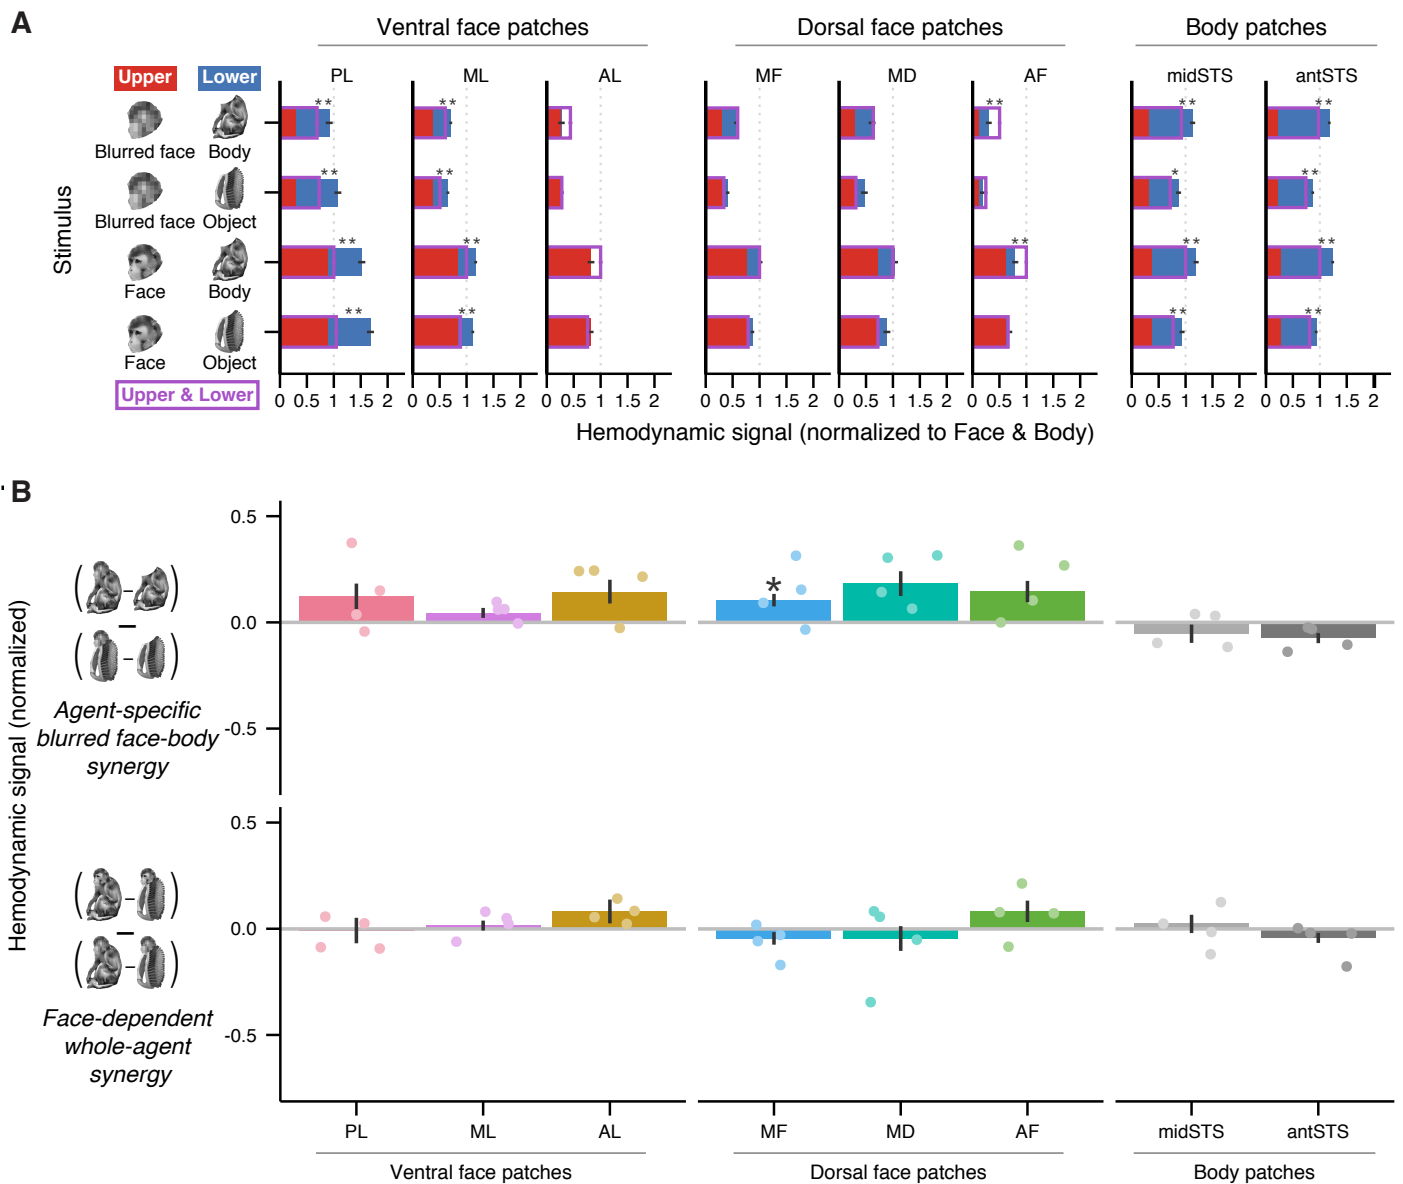 A
Ventral face patches
Dorsal face patches
Body patches
Upper
Lower
PL
ML
AL
MF
MD
AF
midSTS
antSTS
** ** ** ** **
Blurred face
Body
** ** * **
Blurred face
Object
** ** ** ** **
Face
Body
** ** ** **
Face
Object
Stimulus
Upper & Lower
0 0.5 1 1.5 2
0 0.5 1 1.5 2
0 0.5 1 1.5 2
0 0.5 1 1.5 2
0 0.5 1 1.5 2
0 0.5 1 1.5 2
0 0.5 1 1.5 2
0 0.5 1 1.5 2
Hemodynamic signal (normalized to Face & Body)
B
Hemodynamic signal (normalized)
0.5
0.0
-0.5
*
( – )
–
( – )
Agent-specific
blurred face-body
synergy
0.5
0.0
-0.5
( – )
–
( – )
Face-dependent
whole-agent
synergy
PL
ML
AL
MF
MD
AF
midSTS
antSTS
Ventral face patches
Dorsal face patches
Body patches